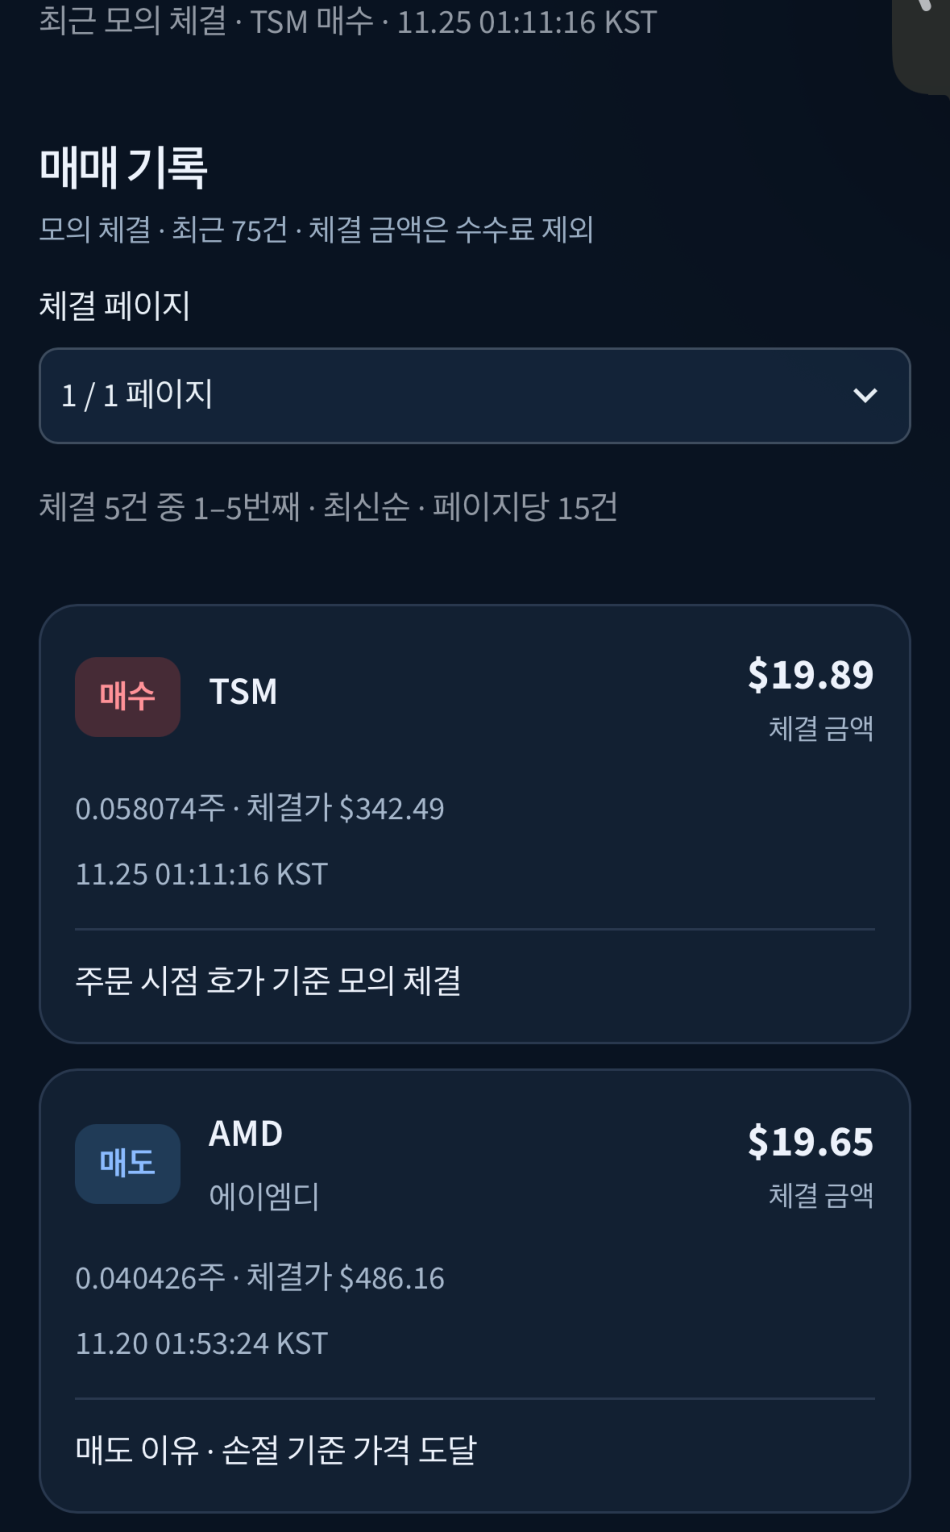 최근 모의 체결 · TSM 매수 · 11.25 01:11:16 KST
매매 기록
모의 체결 · 최근 75건 · 체결 금액은 수수료 제외
체결 페이지
1 / 1 페이지
체결 5건 중 1–5번째 · 최신순 · 페이지당 15건
매수
TSM
$19.89
체결 금액
0.058074주 · 체결가 $342.49
11.25 01:11:16 KST
주문 시점 호가 기준 모의 체결
매도
AMD
에이엠디
$19.65
체결 금액
0.040426주 · 체결가 $486.16
11.20 01:53:24 KST
매도 이유 · 손절 기준 가격 도달